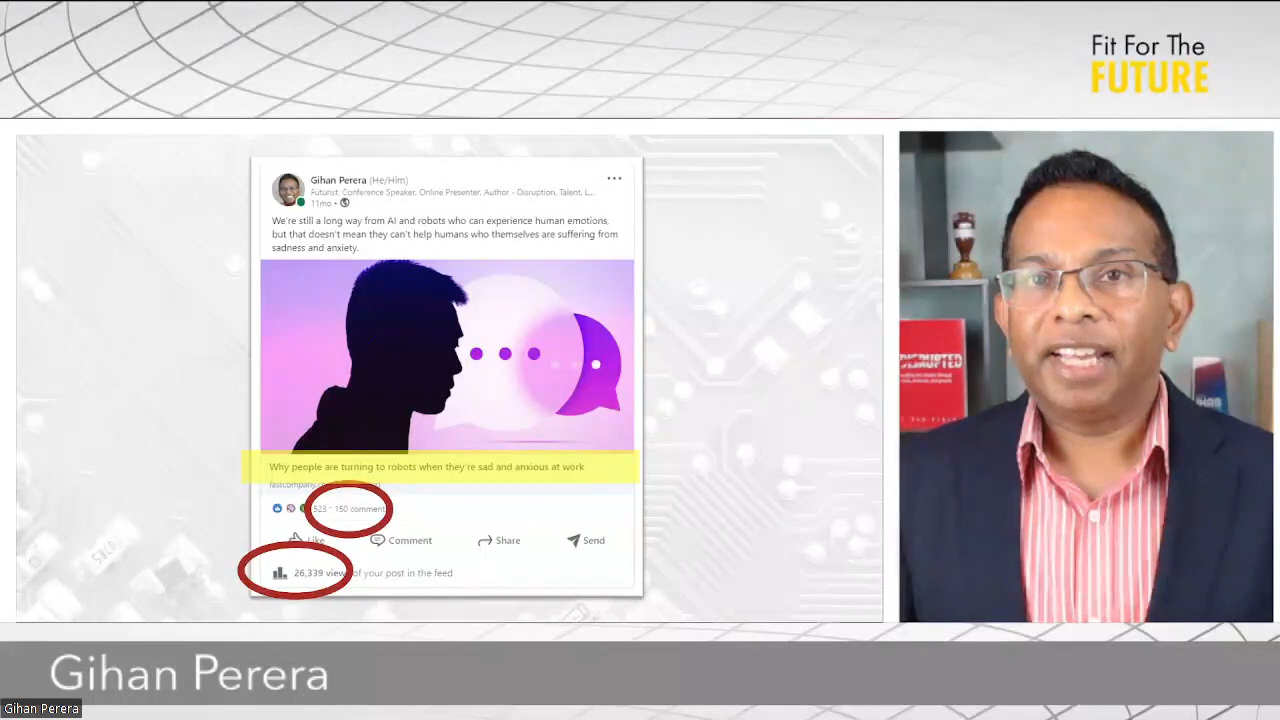 Fit For The
FUTURE
Gihan Perera (He/Him)
Futurist, Conference Speaker, Online Presenter, Author - Disruption, Talent, L...
11mo •
We're still a long way from AI and robots who can experience human emotions,
but that doesn't mean they can't help humans who themselves are suffering from
sadness and anxiety.
Why people are turning to robots when they're sad and anxious at work
523 · 150 comments
Like
Comment
Share
Send
26,339 views of your post in the feed
DISRUPTED
Gihan Perera
Gihan Perera